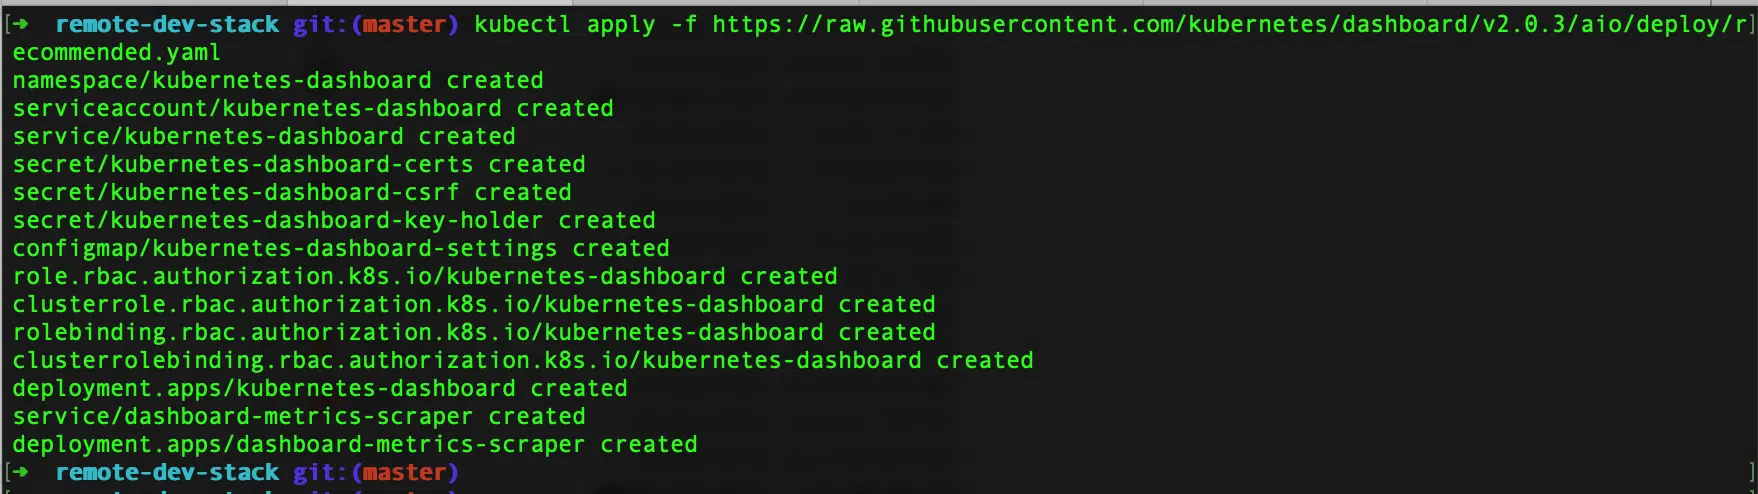 [➜  remote-dev-stack git:(master) kubectl apply -f https://raw.githubusercontent.com/kubernetes/dashboard/v2.0.3/aio/deploy/r]
ecommended.yaml
namespace/kubernetes-dashboard created
serviceaccount/kubernetes-dashboard created
service/kubernetes-dashboard created
secret/kubernetes-dashboard-certs created
secret/kubernetes-dashboard-csrf created
secret/kubernetes-dashboard-key-holder created
configmap/kubernetes-dashboard-settings created
role.rbac.authorization.k8s.io/kubernetes-dashboard created
clusterrole.rbac.authorization.k8s.io/kubernetes-dashboard created
rolebinding.rbac.authorization.k8s.io/kubernetes-dashboard created
clusterrolebinding.rbac.authorization.k8s.io/kubernetes-dashboard created
deployment.apps/kubernetes-dashboard created
service/dashboard-metrics-scraper created
deployment.apps/dashboard-metrics-scraper created
[➜  remote-dev-stack git:(master) ]